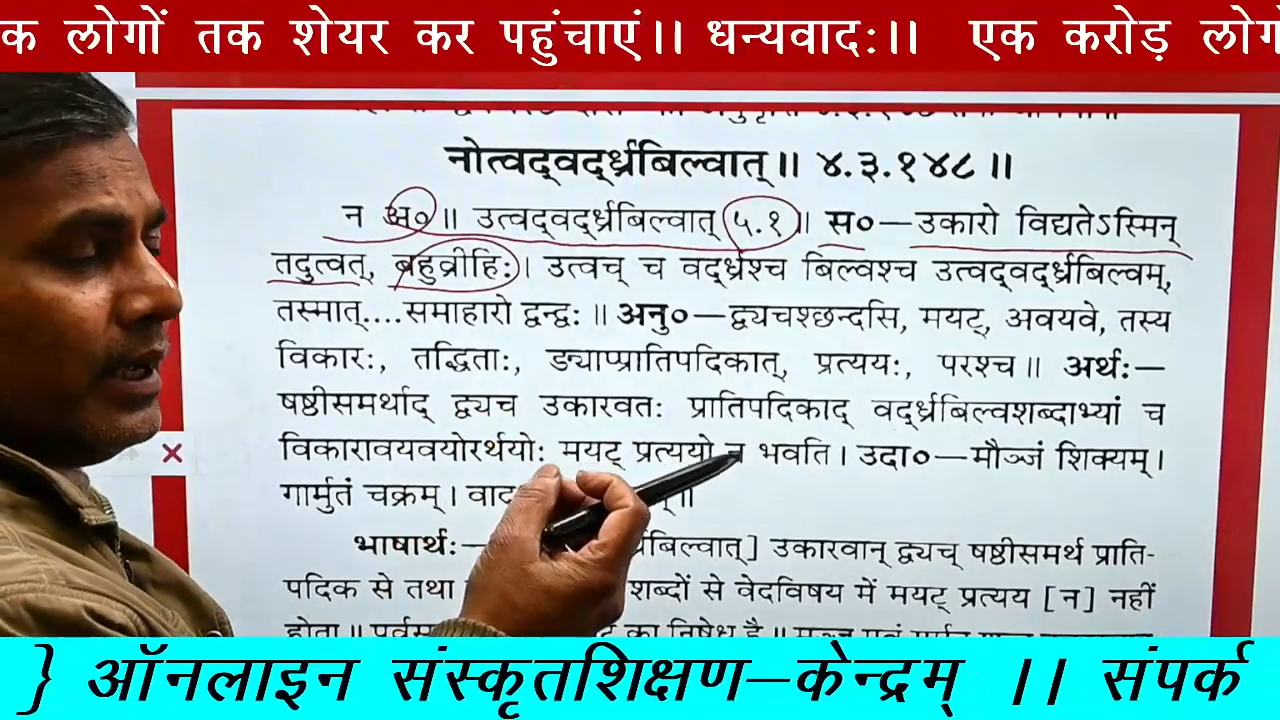 क लोगों तक शेयर कर पहुंचाएं।। धन्यवादः।। एक करोड़ लोगे
नोत्वद्वर्द्ध्रबिल्वात्॥ ४.३.१४८॥
न अ०॥ उत्वद्वर्द्ध्रबिल्वात् ५.१॥ स०—उकारो विद्यतेऽस्मिन्
तदुत्वत्, बहुव्रीहिः। उत्वच् च वर्द्ध्रश्च बिल्वश्च उत्वद्वर्द्ध्रबिल्वम्,
तस्मात्....समाहारो द्वन्द्वः॥ अनु०—द्व्यचश्छन्दसि, मयट्, अवयवे, तस्य
विकारः, तद्धिताः, ङ्याप्प्रातिपदिकात्, प्रत्ययः, परश्च॥ अर्थः—
षष्ठीसमर्थाद् द्व्यच उकारवतः प्रातिपदिकाद् वर्द्ध्रबिल्वशब्दाभ्यां च
विकारावयवयोरर्थयोः मयट् प्रत्ययो न भवति। उदा०—मौञ्जं शिक्यम्।
गार्मुतं चक्रम्।
भाषार्थः— बिल्वात्] उकारवान् द्व्यच् षष्ठीसमर्थ प्राति-
पदिक से तथा शब्दों से वेदविषय में मयट् प्रत्यय [न] नहीं
होता॥ का निषेध है॥
} ऑनलाइन संस्कृतशिक्षण—केन्द्रम् ।। संपर्क